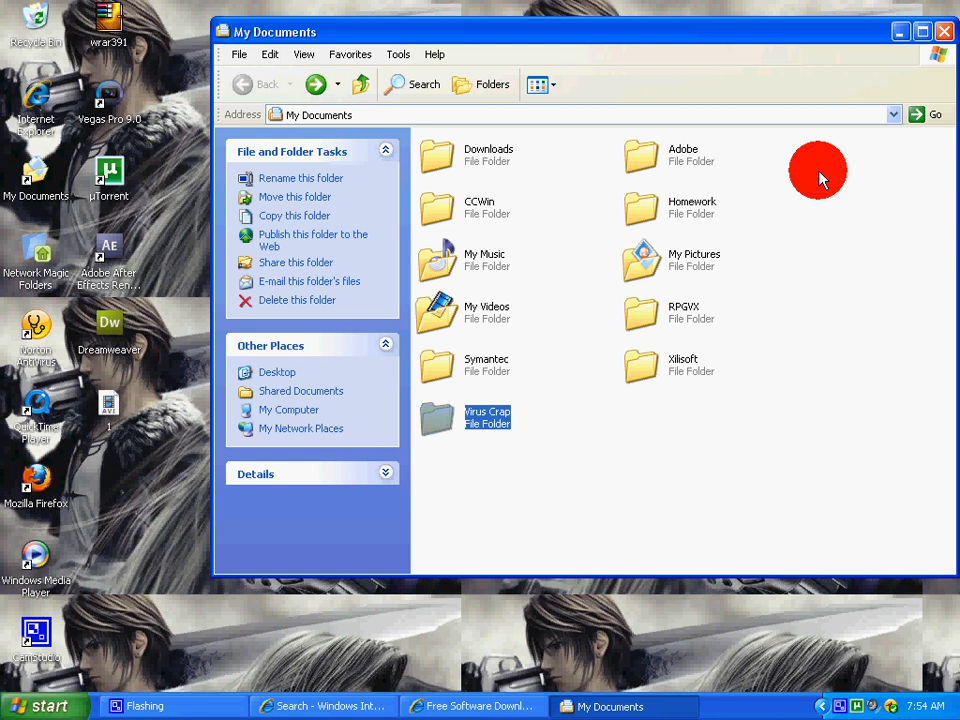 Recycle Bin
wrar391
Internet Explorer
Vegas Pro 9.0
My Documents
µTorrent
Network Magic Folders
Adobe After Effects Ren...
Norton AntiVirus
Dreamweaver
QuickTime Player
1
Mozilla Firefox
Windows Media Player
CamStudio
My Documents
File Edit View Favorites Tools Help
Back Search Folders
Address My Documents Go
File and Folder Tasks
Rename this folder
Move this folder
Copy this folder
Publish this folder to the
Web
Share this folder
E-mail this folder's files
Delete this folder
Other Places
Desktop
Shared Documents
My Computer
My Network Places
Details
Downloads
File Folder
Adobe
File Folder
CCWin
File Folder
Homework
File Folder
My Music
File Folder
My Pictures
File Folder
My Videos
File Folder
RPGVX
File Folder
Symantec
File Folder
Xilisoft
File Folder
Virus Crap
File Folder
start Flashing Search - Windows Int... Free Software Downl... My Documents 7:54 AM